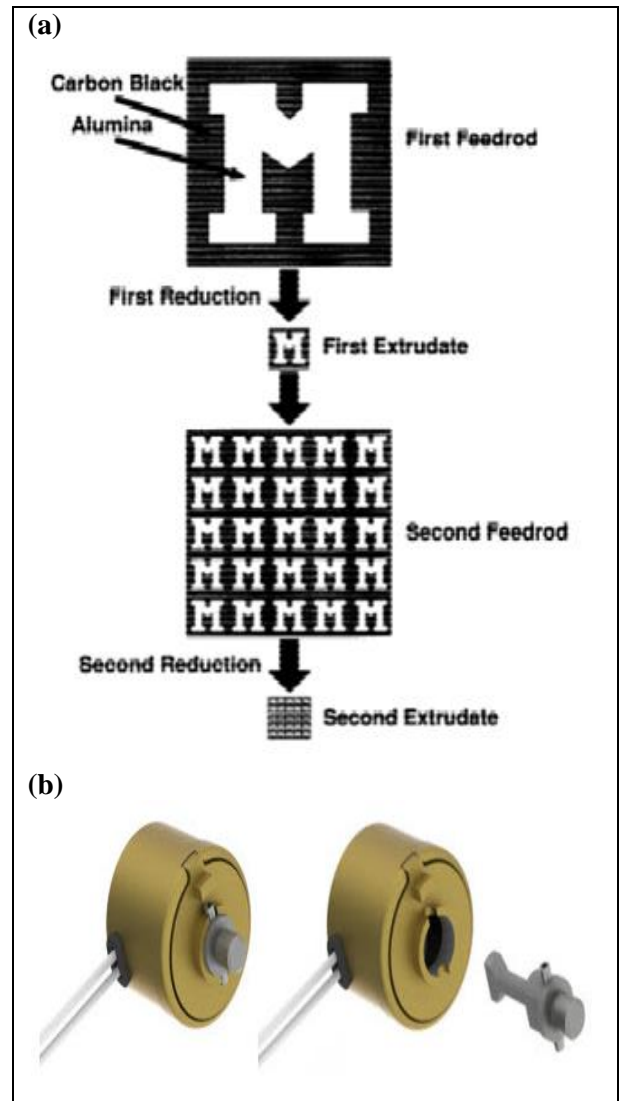 (a)
Carbon Black
Alumina
First Feedrod
First Reduction
First Extrudate
Second Feedrod
Second Reduction
Second Extrudate
(b)